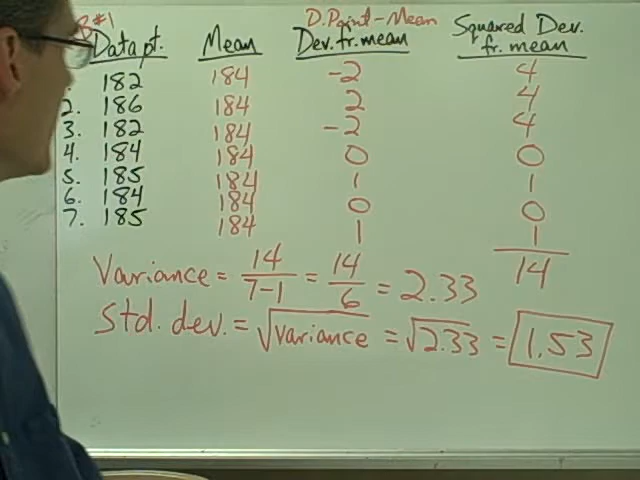 #1 D.Point-Mean
Data pt. Mean Dev. fr. mean Squared Dev. fr. mean
182 184 -2 4
2. 186 184 2 4
3. 182 184 -2 4
4. 184 184 0 0
5. 185 184 1 1
6. 184 184 0 0
7. 185 184 1 1
14
Variance = 14/7-1 = 14/6 = 2.33
Std. dev. = √variance = √2.33 = 1.53